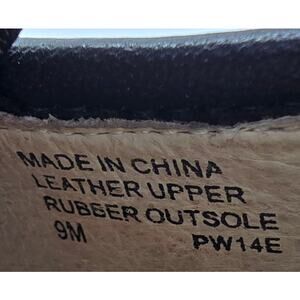 MADE IN CHINA
LEATHER UPPER
RUBBER OUTSOLE
9M PW14E